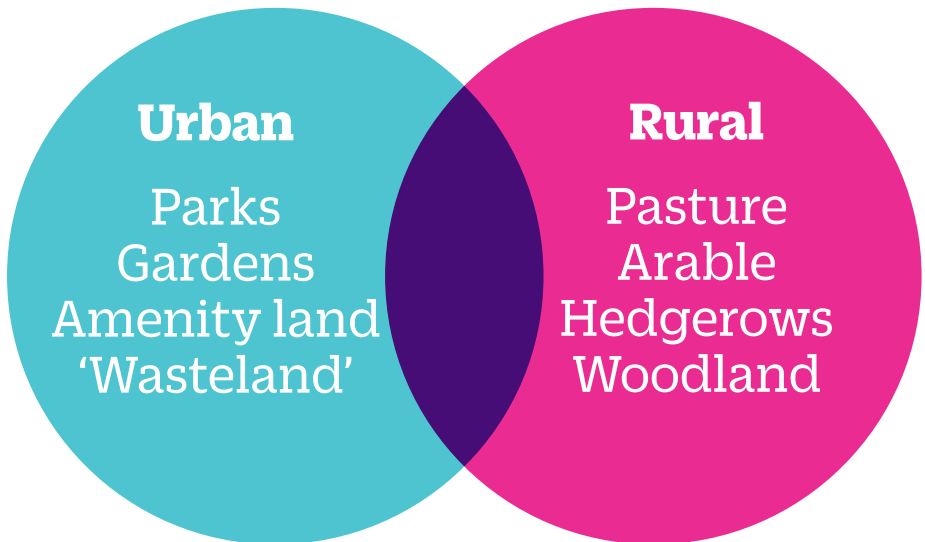 Urban
Parks
Gardens
Amenity land
‘Wasteland’
Rural
Pasture
Arable
Hedgerows
Woodland